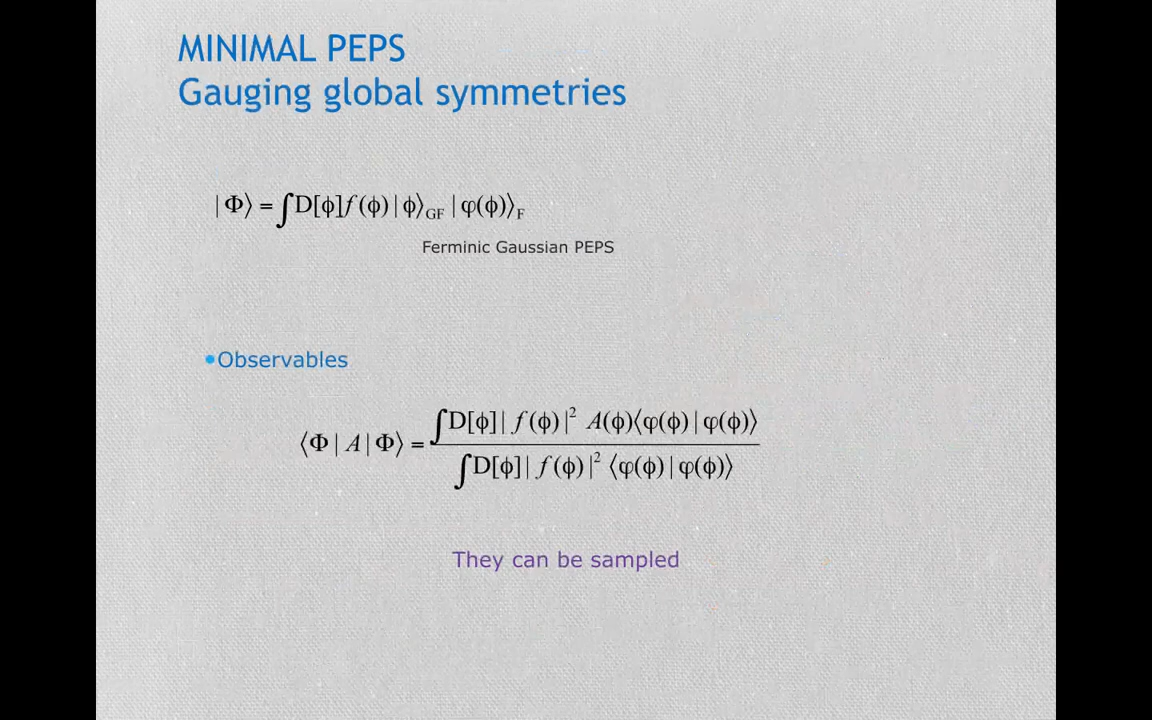 MINIMAL PEPS
Gauging global symmetries
|Φ⟩ = ∫D[ϕ]f(ϕ)|ϕ⟩_GF |φ(ϕ)⟩_F
Ferminic Gaussian PEPS
•Observables
⟨Φ|A|Φ⟩ = ∫D[ϕ]|f(ϕ)|² A(ϕ)⟨φ(ϕ)|φ(ϕ)⟩ / ∫D[ϕ]|f(ϕ)|² ⟨φ(ϕ)|φ(ϕ)⟩
They can be sampled